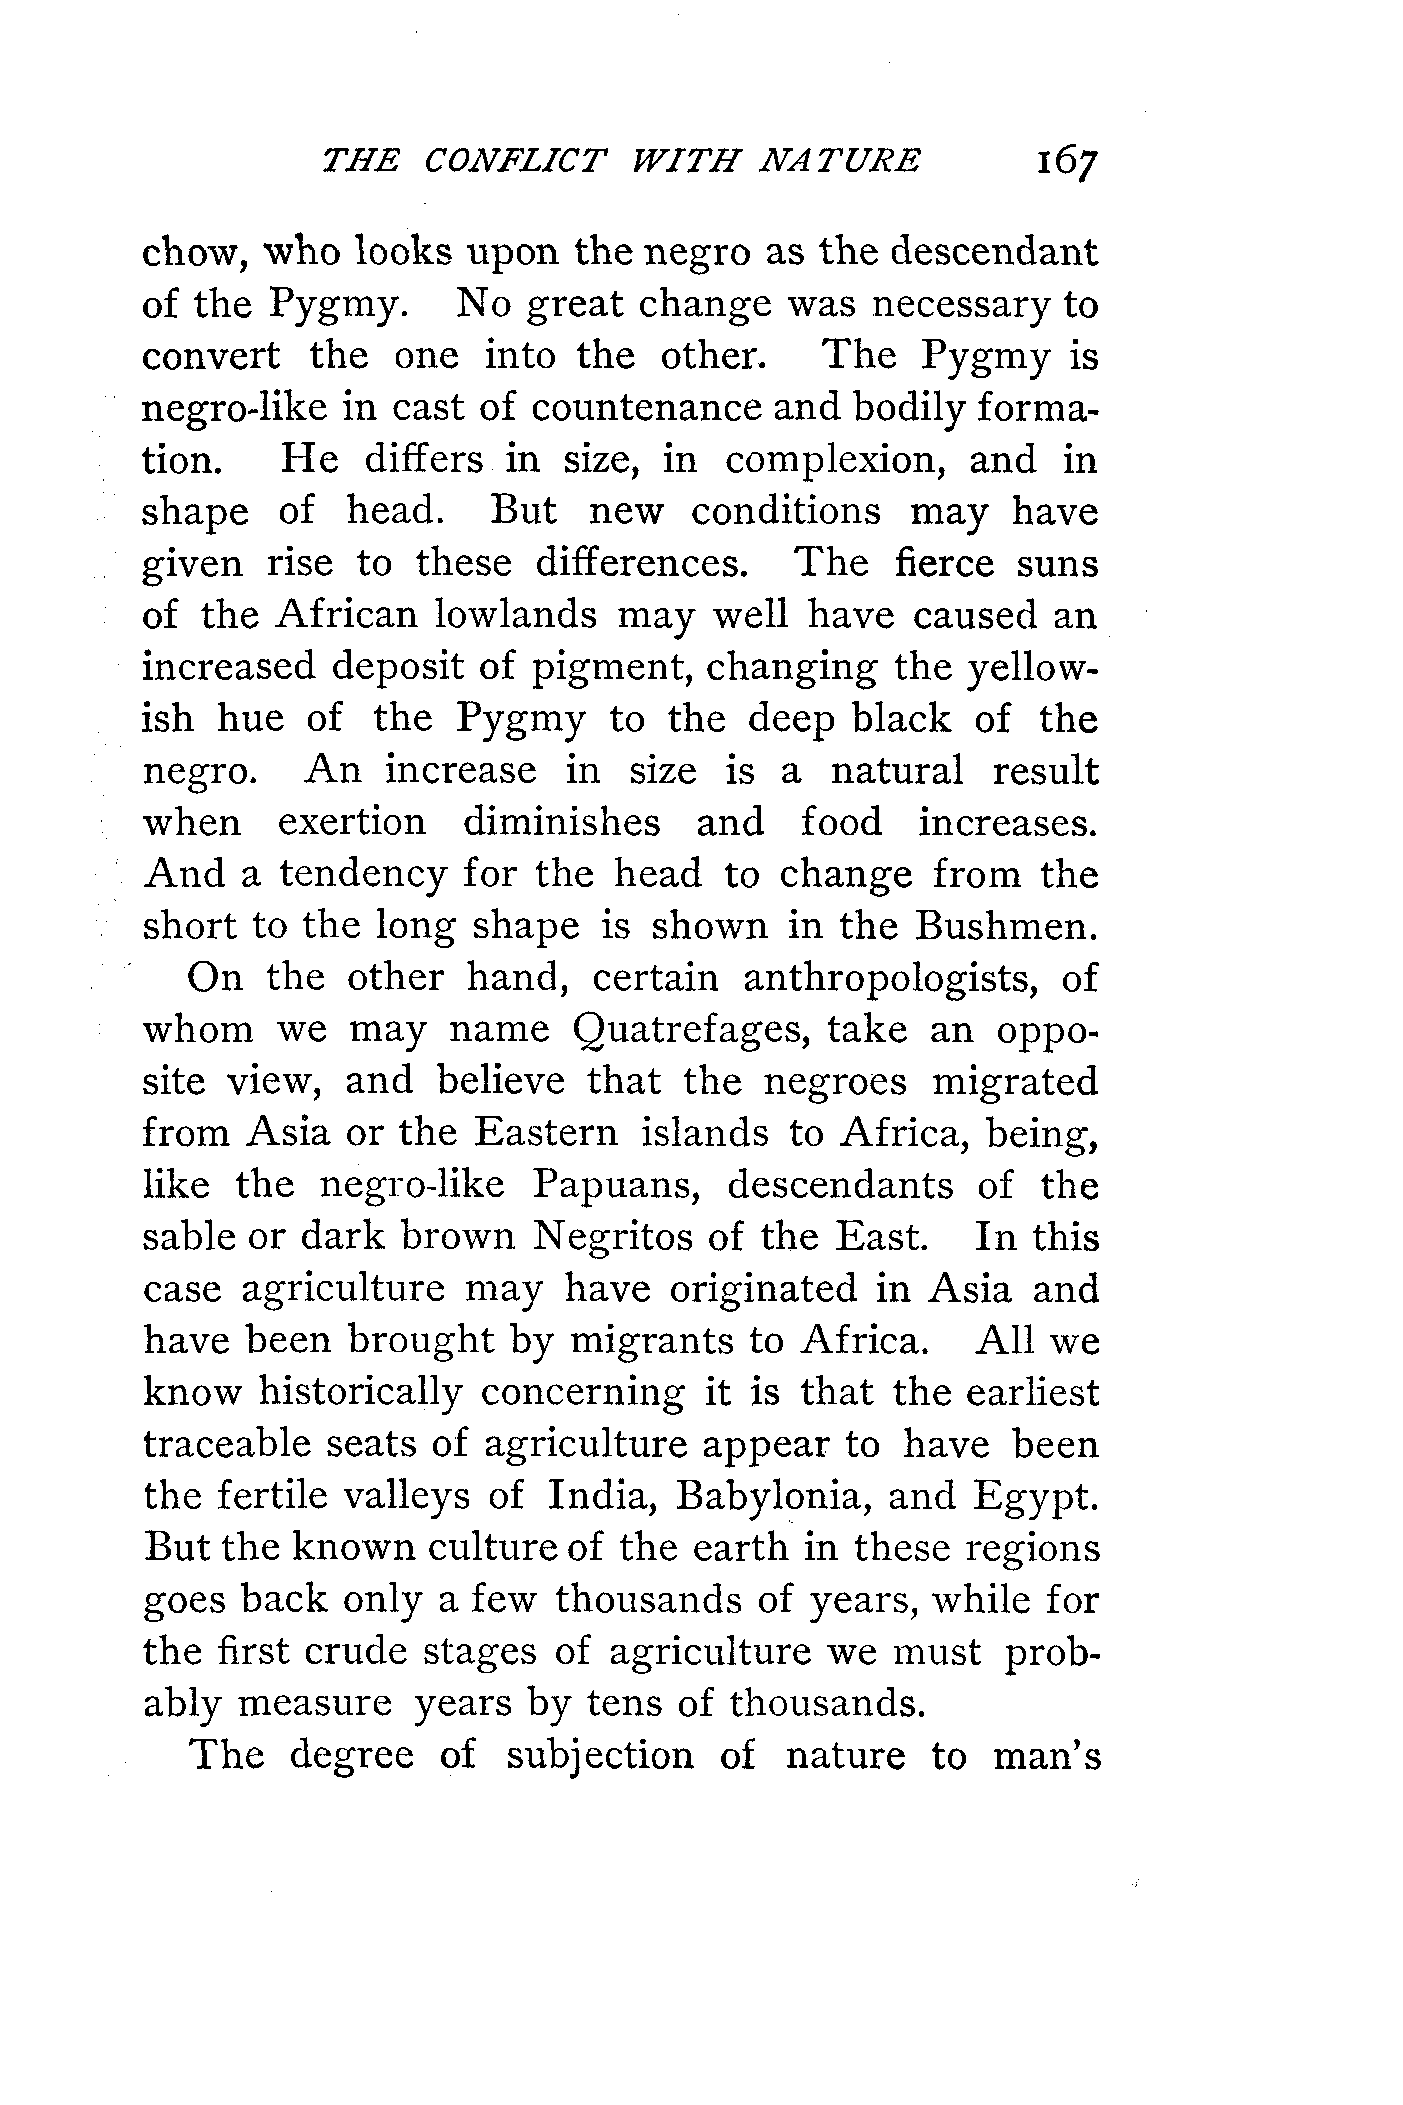 THE CONFLICT WITH NATURE 167
chow, who looks upon the negro as the descendant
of the Pygmy. No great change was necessary to
convert the one into the other. The Pygmy is
negro-like in cast of countenance and bodily forma-
tion. He differs in size, in complexion, and in
shape of head. But new conditions may have
given rise to these differences. The fierce suns
of the African lowlands may well have caused an
increased deposit of pigment, changing the yellow-
ish hue of the Pygmy to the deep black of the
negro. An increase in size is a natural result
when exertion diminishes and food increases.
And a tendency for the head to change from the
short to the long shape is shown in the Bushmen.
On the other hand, certain anthropologists, of
whom we may name Quatrefages, take an oppo-
site view, and believe that the negroes migrated
from Asia or the Eastern islands to Africa, being,
like the negro-like Papuans, descendants of the
sable or dark brown Negritos of the East. In this
case agriculture may have originated in Asia and
have been brought by migrants to Africa. All we
know historically concerning it is that the earliest
traceable seats of agriculture appear to have been
the fertile valleys of India, Babylonia, and Egypt.
But the known culture of the earth in these regions
goes back only a few thousands of years, while for
the first crude stages of agriculture we must prob-
ably measure years by tens of thousands.
The degree of subjection of nature to man's